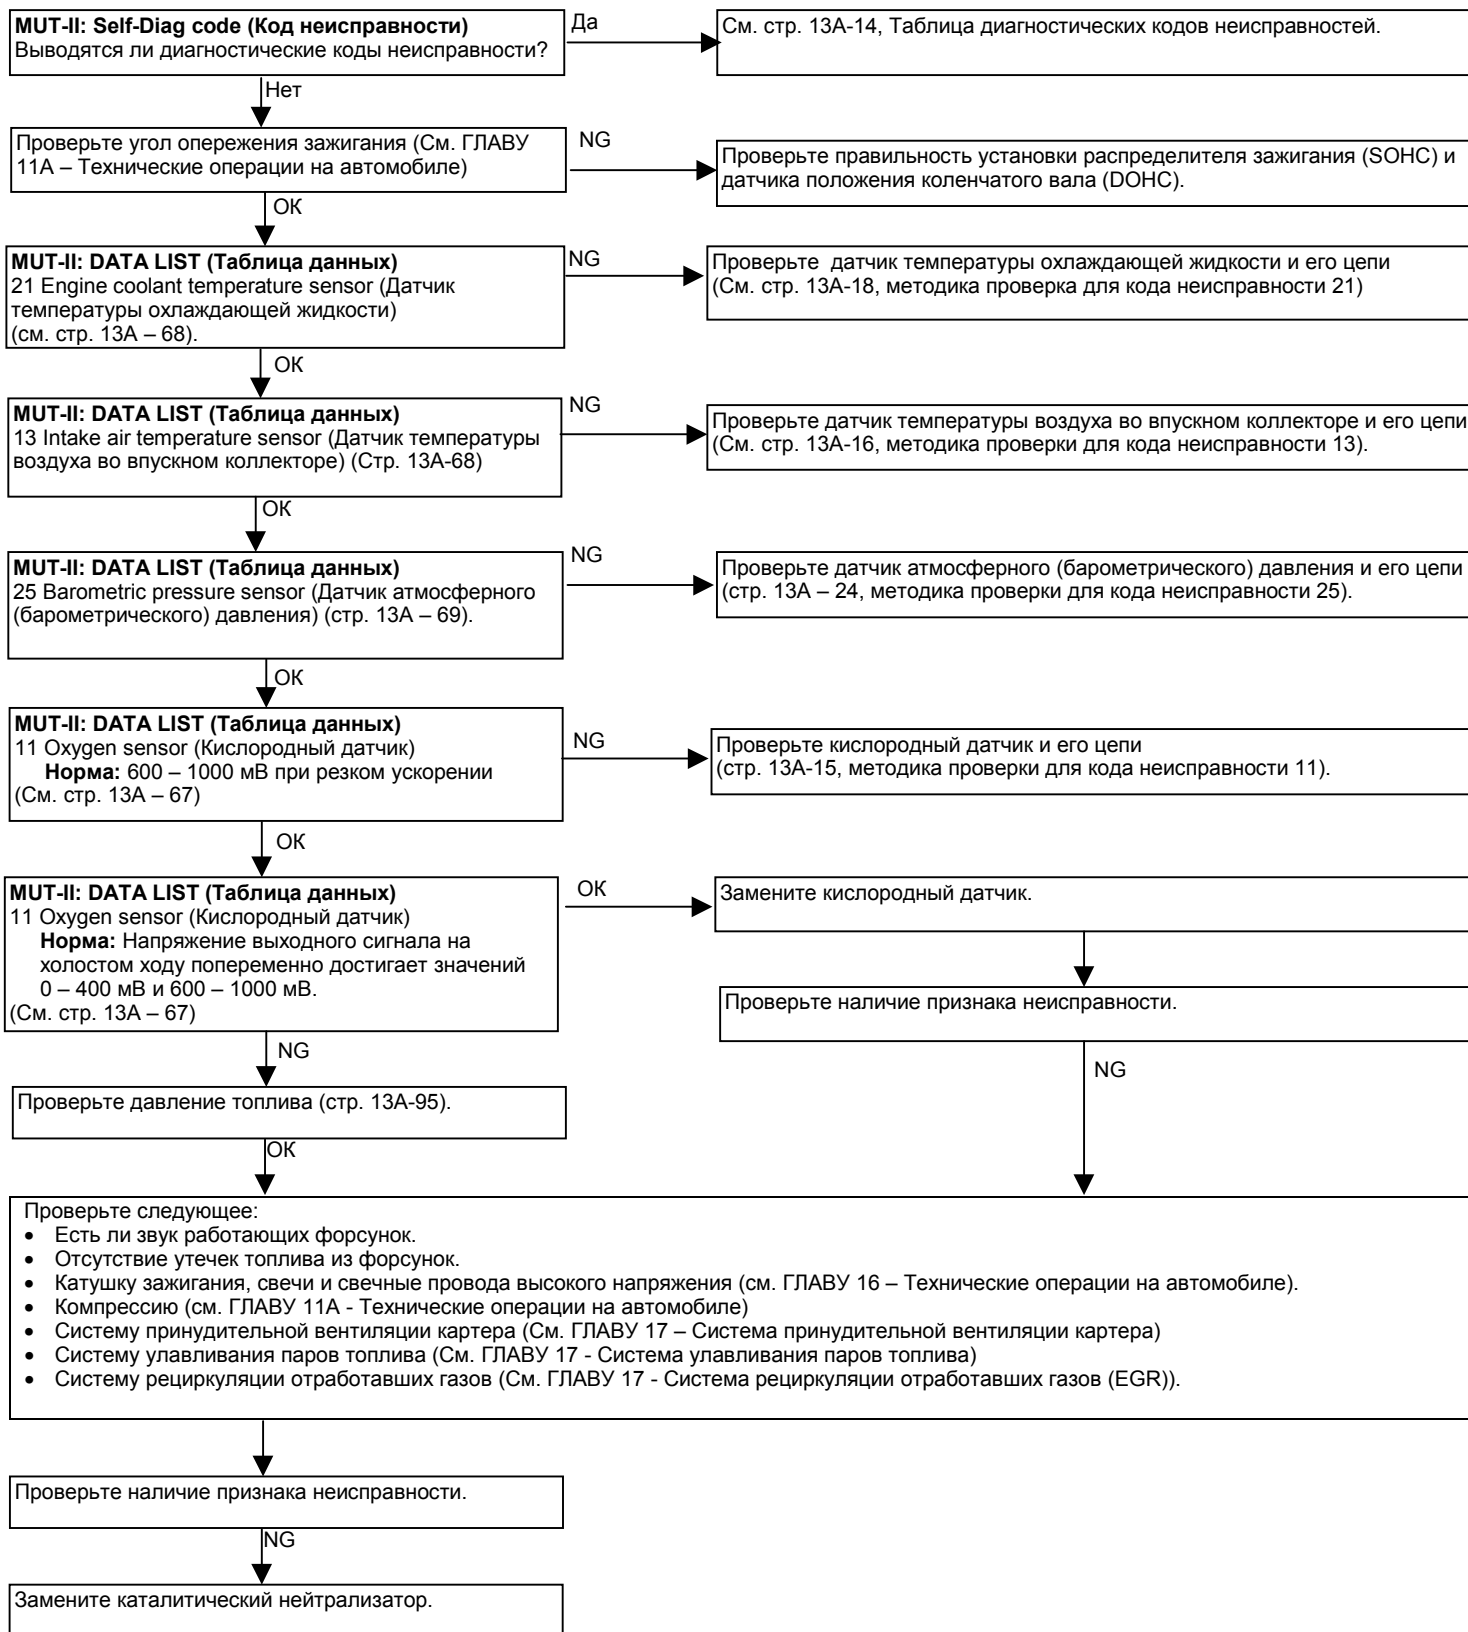 MUT-II: Self-Diag code (Код неисправности)
Выводятся ли диагностические коды неисправности?
Да
См. стр. 13А-14, Таблица диагностических кодов неисправностей.
Нет
Проверьте угол опережения зажигания (См. ГЛАВУ
11А – Технические операции на автомобиле)
NG
Проверьте правильность установки распределителя зажигания (SOHC) и
датчика положения коленчатого вала (DOHC).
ОК
MUT-II: DATA LIST (Таблица данных)
21 Engine coolant temperature sensor (Датчик
температуры охлаждающей жидкости)
(см. стр. 13А – 68).
NG
Проверьте датчик температуры охлаждающей жидкости и его цепи
(См. стр. 13А-18, методика проверка для кода неисправности 21)
ОК
MUT-II: DATA LIST (Таблица данных)
13 Intake air temperature sensor (Датчик температуры
воздуха во впускном коллекторе) (Стр. 13А-68)
NG
Проверьте датчик температуры воздуха во впускном коллекторе и его цепи
(См. стр. 13А-16, методика проверки для кода неисправности 13).
ОК
MUT-II: DATA LIST (Таблица данных)
25 Barometric pressure sensor (Датчик атмосферного
(барометрического) давления) (стр. 13А – 69).
NG
Проверьте датчик атмосферного (барометрического) давления и его цепи
(стр. 13А – 24, методика проверки для кода неисправности 25).
ОК
MUT-II: DATA LIST (Таблица данных)
11 Oxygen sensor (Кислородный датчик)
Норма: 600 – 1000 мВ при резком ускорении
(См. стр. 13А – 67)
NG
Проверьте кислородный датчик и его цепи
(стр. 13А-15, методика проверки для кода неисправности 11).
ОК
MUT-II: DATA LIST (Таблица данных)
11 Oxygen sensor (Кислородный датчик)
Норма: Напряжение выходного сигнала на
холостом ходу попеременно достигает значений
0 – 400 мВ и 600 – 1000 мВ.
(См. стр. 13А – 67)
ОК
Замените кислородный датчик.
Проверьте наличие признака неисправности.
NG
NG
Проверьте давление топлива (стр. 13А-95).
ОК
Проверьте следующее:
• Есть ли звук работающих форсунок.
• Отсутствие утечек топлива из форсунок.
• Катушку зажигания, свечи и свечные провода высокого напряжения (см. ГЛАВУ 16 – Технические операции на автомобиле).
• Компрессию (см. ГЛАВУ 11А - Технические операции на автомобиле)
• Систему принудительной вентиляции картера (См. ГЛАВУ 17 – Система принудительной вентиляции картера)
• Систему улавливания паров топлива (См. ГЛАВУ 17 - Система улавливания паров топлива)
• Систему рециркуляции отработавших газов (См. ГЛАВУ 17 - Система рециркуляции отработавших газов (EGR)).
Проверьте наличие признака неисправности.
NG
Замените каталитический нейтрализатор.